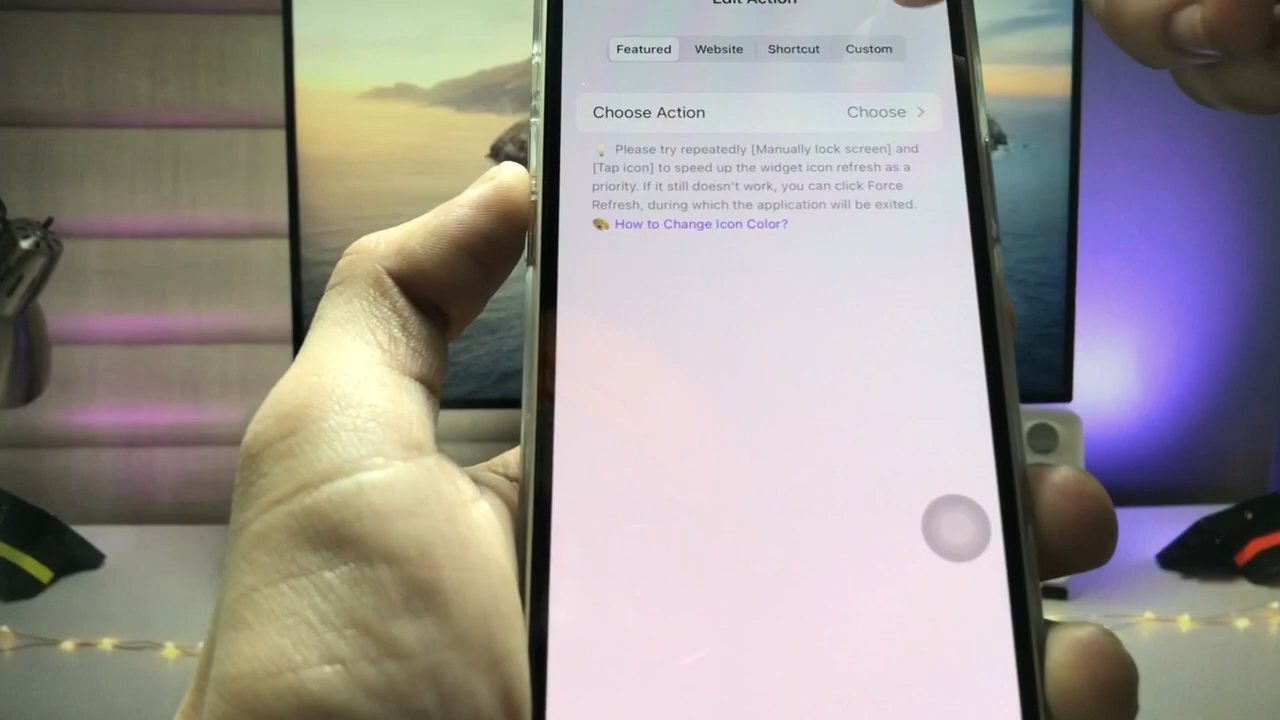 Edit Action
Featured Website Shortcut Custom
Choose Action Choose >
Please try repeatedly [Manually lock screen] and
[Tap icon] to speed up the widget icon refresh as a
priority. If it still doesn't work, you can click Force
Refresh, during which the application will be exited.
How to Change Icon Color?